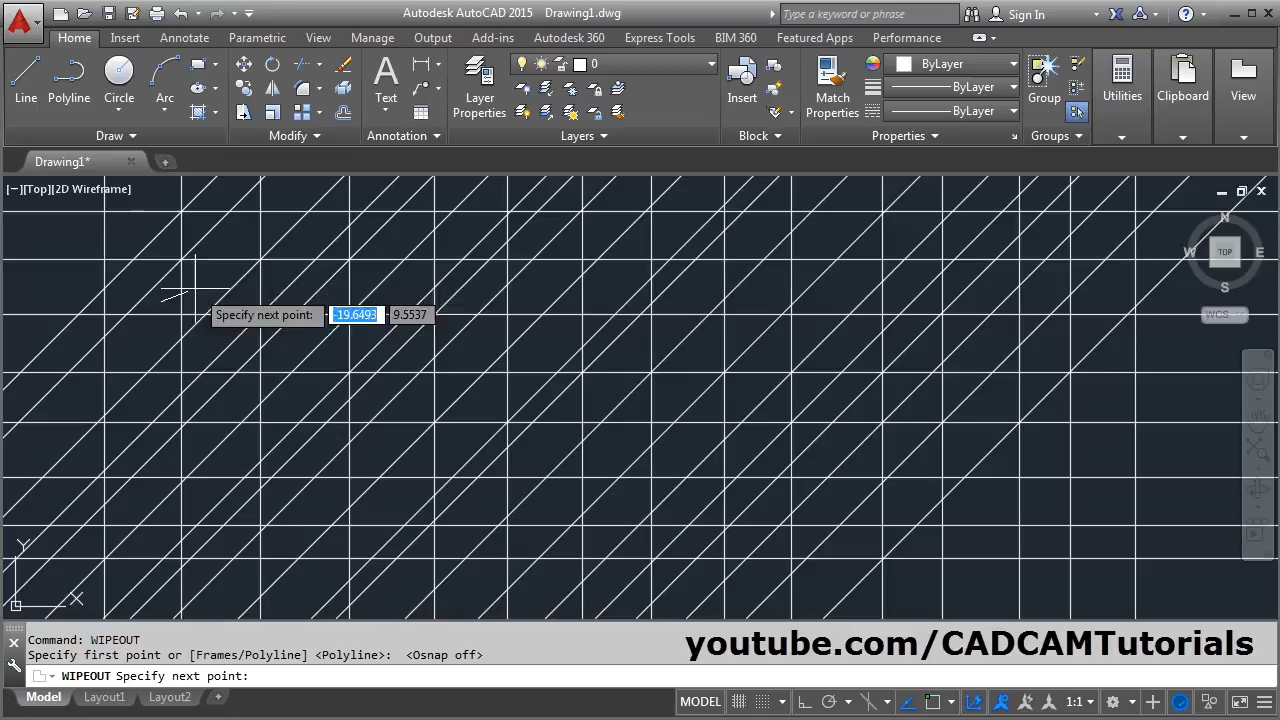 Autodesk AutoCAD 2015 Drawing1.dwg
Type a keyword or phrase
Sign In
Home Insert Annotate Parametric View Manage Output Add-ins Autodesk 360 Express Tools BIM 360 Featured Apps Performance
Line Polyline Circle Arc
Text
Layer Properties
0
Insert
Match Properties
ByLayer
ByLayer
ByLayer
Group
Utilities
Clipboard
View
Draw Modify Annotation Layers Block Properties Groups
Drawing1*
[−][Top][2D Wireframe]
N
W TOP E
S
WCS
Specify next point: -19.6493 9.5537
Y
X
Command: WIPEOUT
Specify first point or [Frames/Polyline] <Polyline>: <Osnap off>
WIPEOUT Specify next point:
youtube.com/CADCAMTutorials
Model Layout1 Layout2
MODEL
1:1